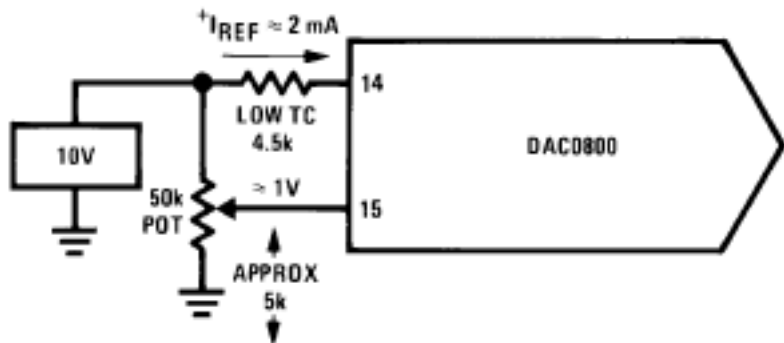 +IREF ≈ 2 mA
14
LOW TC
4.5k
DAC0800
10V
50k
POT
≈ 1V
15
APPROX
5k